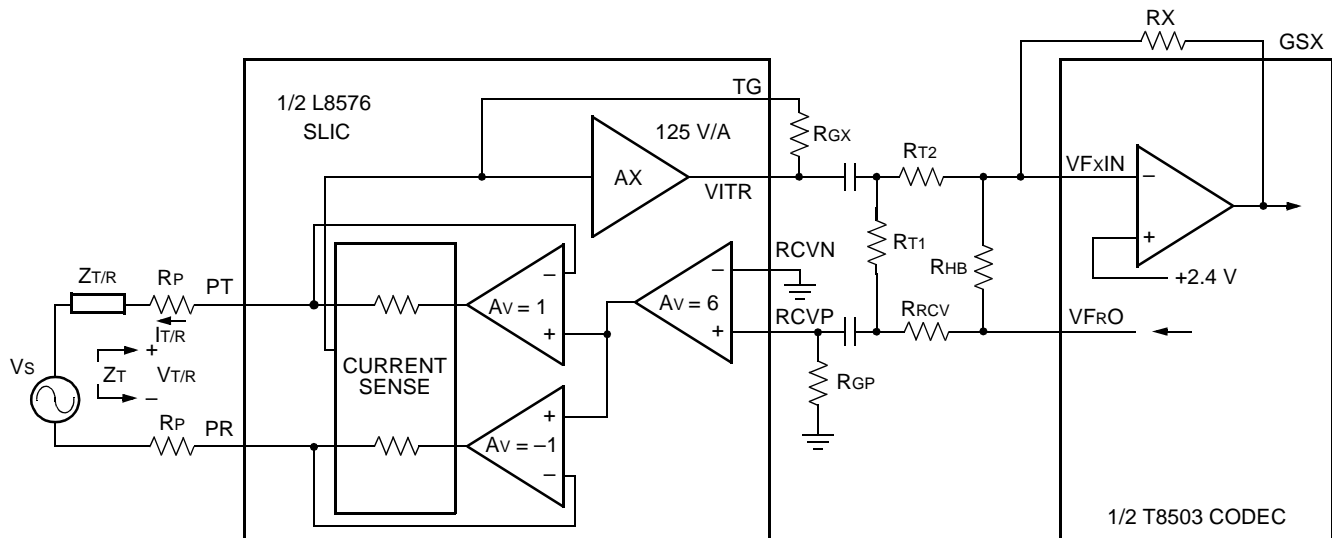 RX
GSX
1/2 L8576
SLIC
TG
125 V/A
RGX
AX
VITR
RT2
VFXIN
−
+
+2.4 V
RT1
RHB
RCVN
RCVP
RRCV
VFRO
RGP
ZT/R
RP
PT
IT/R
VS
ZT
+
VT/R
−
RP
PR
CURRENT
SENSE
−
AV = 1
+
−
AV = 6
+
+
AV = −1
−
1/2 T8503 CODEC